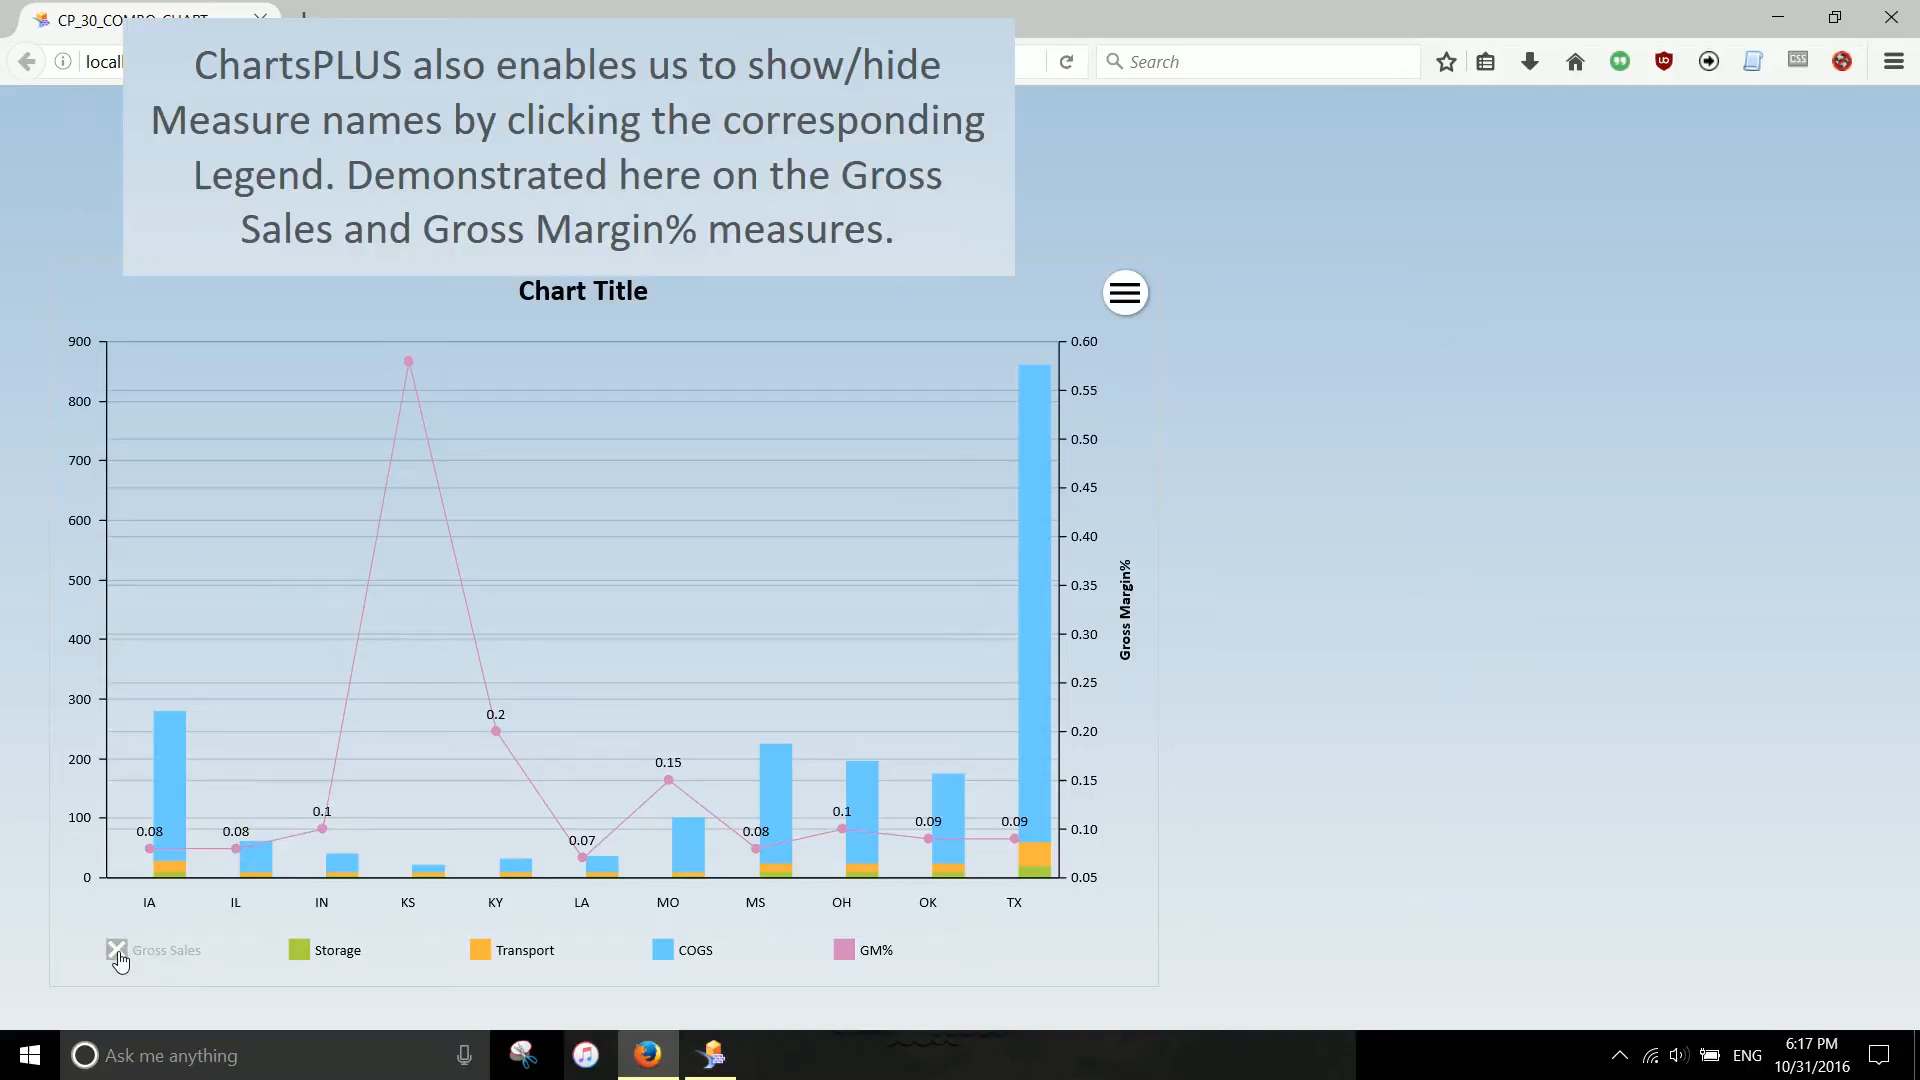 CP_30_COMBO_CHART
locall
Search
ChartsPLUS also enables us to show/hide
Measure names by clicking the corresponding
Legend. Demonstrated here on the Gross
Sales and Gross Margin% measures.
Chart Title
900
800
700
600
500
400
300
200
100
0
0.60
0.55
0.50
0.45
0.40
0.35
0.30
0.25
0.20
0.15
0.10
0.05
Gross Margin%
0.08
0.08
0.1
0.2
0.07
0.15
0.08
0.1
0.09
0.09
IA IL IN KS KY LA MO MS OH OK TX
Gross Sales Storage Transport COGS GM%
Ask me anything
ENG
6:17 PM
10/31/2016
CSS